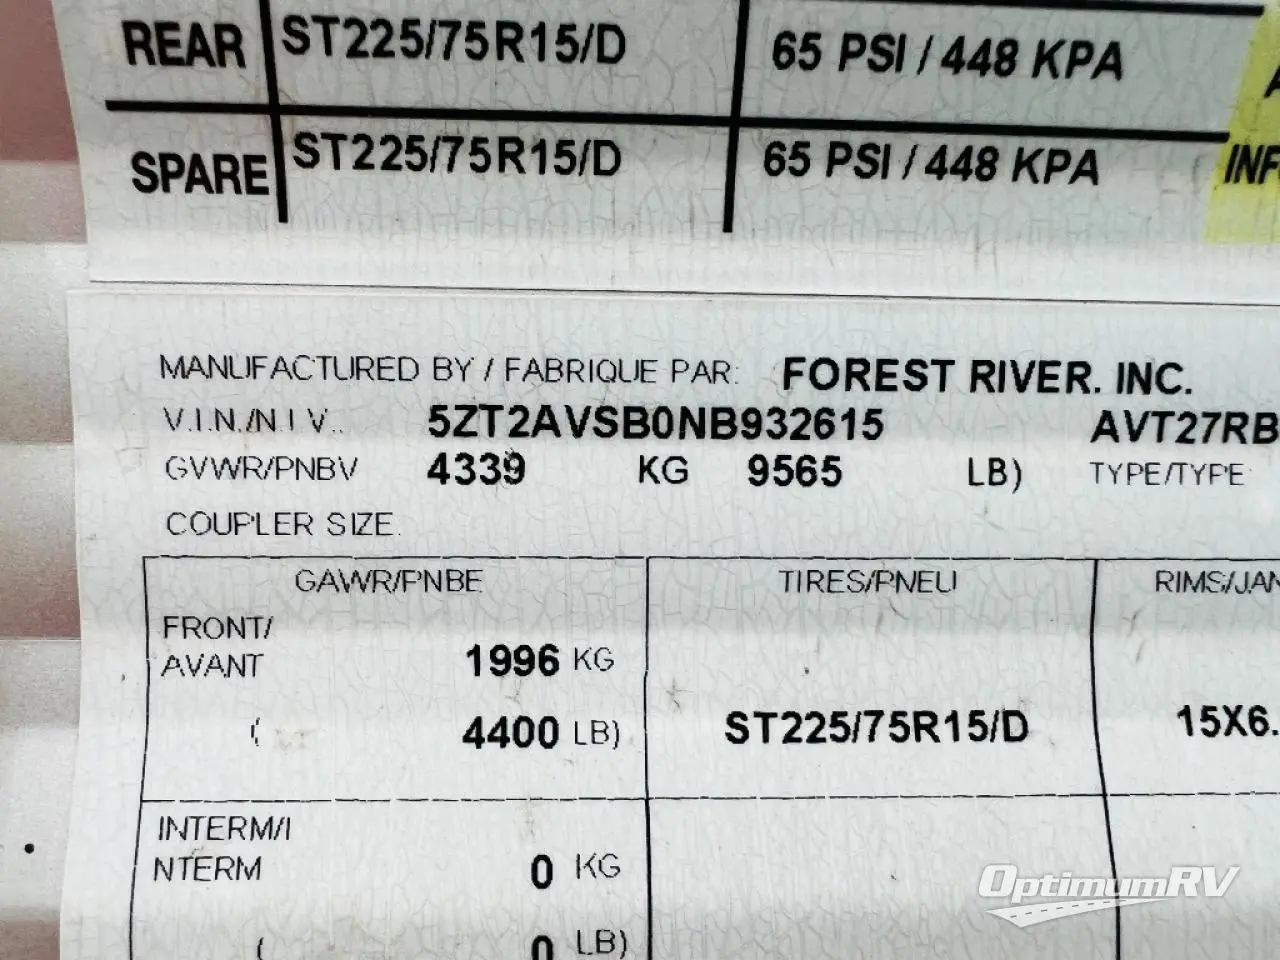 REAR ST225/75R15/D 65 PSI / 448 KPA
SPARE ST225/75R15/D 65 PSI / 448 KPA
MANUFACTURED BY / FABRIQUE PAR: FOREST RIVER. INC.
V.I.N./N.I.V.. 5ZT2AVSB0NB932615 AVT27RB
GVWR/PNBV 4339 KG 9565 LB) TYPE/TYPE
COUPLER SIZE.
GAWR/PNBE TIRES/PNEU RIMS/JAN
FRONT/
AVANT 1996 KG
( 4400 LB) ST225/75R15/D 15X6.
INTERM/I
NTERM 0 KG
( 0 LB)
OptimumRV